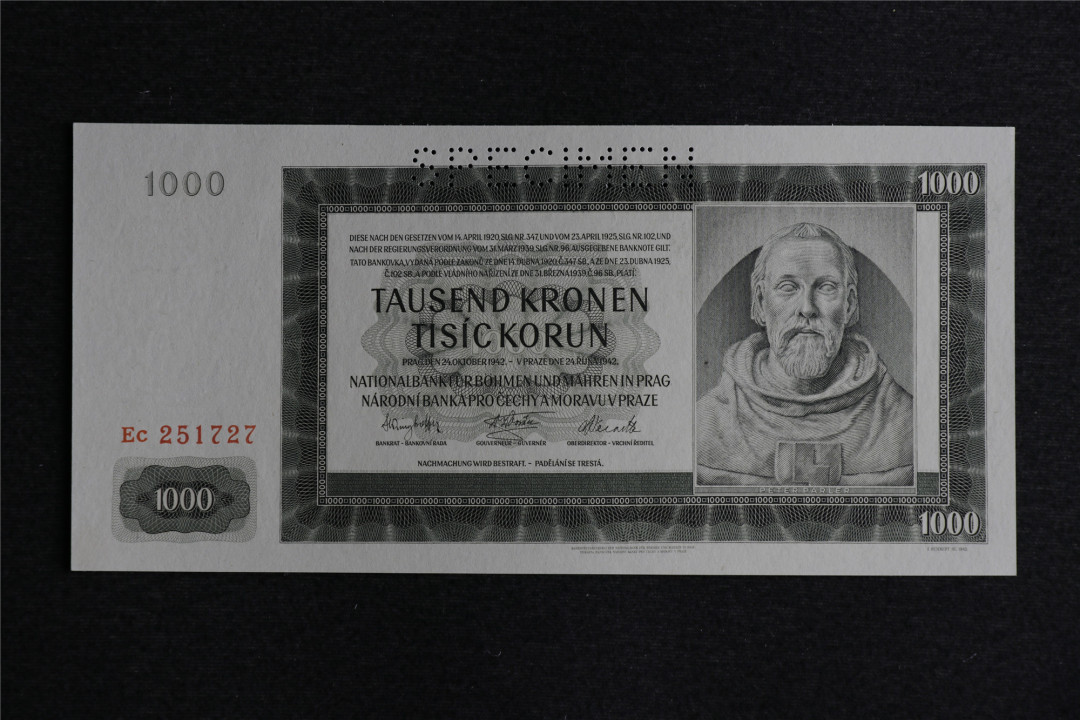 SPECIMEN
1000
1000
DIESE NACH DEN GESETZEN VOM 14. APRIL 1920, SLG. NR. 347, UND VOM 23. APRIL 1925, SLG. NR. 102, UND
NACH DER REGIERUNGSVERORDNUNG VOM 31. MÄRZ 1939, SLG. NR. 96, AUSGEGEBENE BANKNOTE GILT.
TATO BANKOVKA, VYDANÁ PODLE ZÁKONŮ ZE DNE 14. DUBNA 1920, Č. 347 SB., A ZE DNE 23. DUBNA 1925,
Č. 102 SB., A PODLE VLÁDNÍHO NAŘÍZENÍ ZE DNE 31. BŘEZNA 1939, Č. 96 SB., PLATÍ:
TAUSEND KRONEN
TISÍC KORUN
PRAG, DEN 24. OKTOBER 1942. – V PRAZE DNE 24. ŘÍJNA 1942.
NATIONALBANK FÜR BÖHMEN UND MÄHREN IN PRAG
NÁRODNÍ BANKA PRO ČECHY A MORAVU V PRAZE
BANKRAT – BANKOVNÍ RADA
GOUVERNEUR – GUVERNÉR
OBERDIREKTOR – VRCHNÍ ŘEDITEL
NACHMACHUNG WIRD BESTRAFT. – PADĚLÁNÍ SE TRESTÁ.
Ec 251727
1000
PETER PARLER
1000